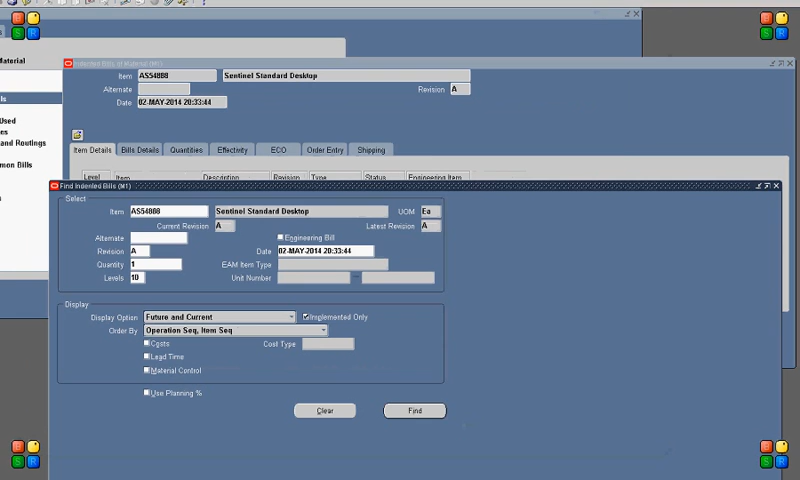 Material
Indented Bills of Material (M1)
Item AS54888 Sentinel Standard Desktop
Alternate Revision A
Date 02-MAY-2014 20:33:44
lls
Used
es
and Routings
mon Bills
Item Details Bills Details Quantities Effectivity ECO Order Entry Shipping
Level Item Description Revision Type Status Engineering Item
Find Indented Bills (M1)
Select
Item AS54888 Sentinel Standard Desktop UOM Ea
Current Revision A Latest Revision A
Alternate Engineering Bill
Revision A Date 02-MAY-2014 20:33:44
Quantity 1 EAM Item Type
Levels 10 Unit Number
Display
Display Option Future and Current Implemented Only
Order By Operation Seq, Item Seq
Costs Cost Type
Lead Time
Material Control
Use Planning %
Clear Find
B
S R
B
S R
B
S R
B
S R